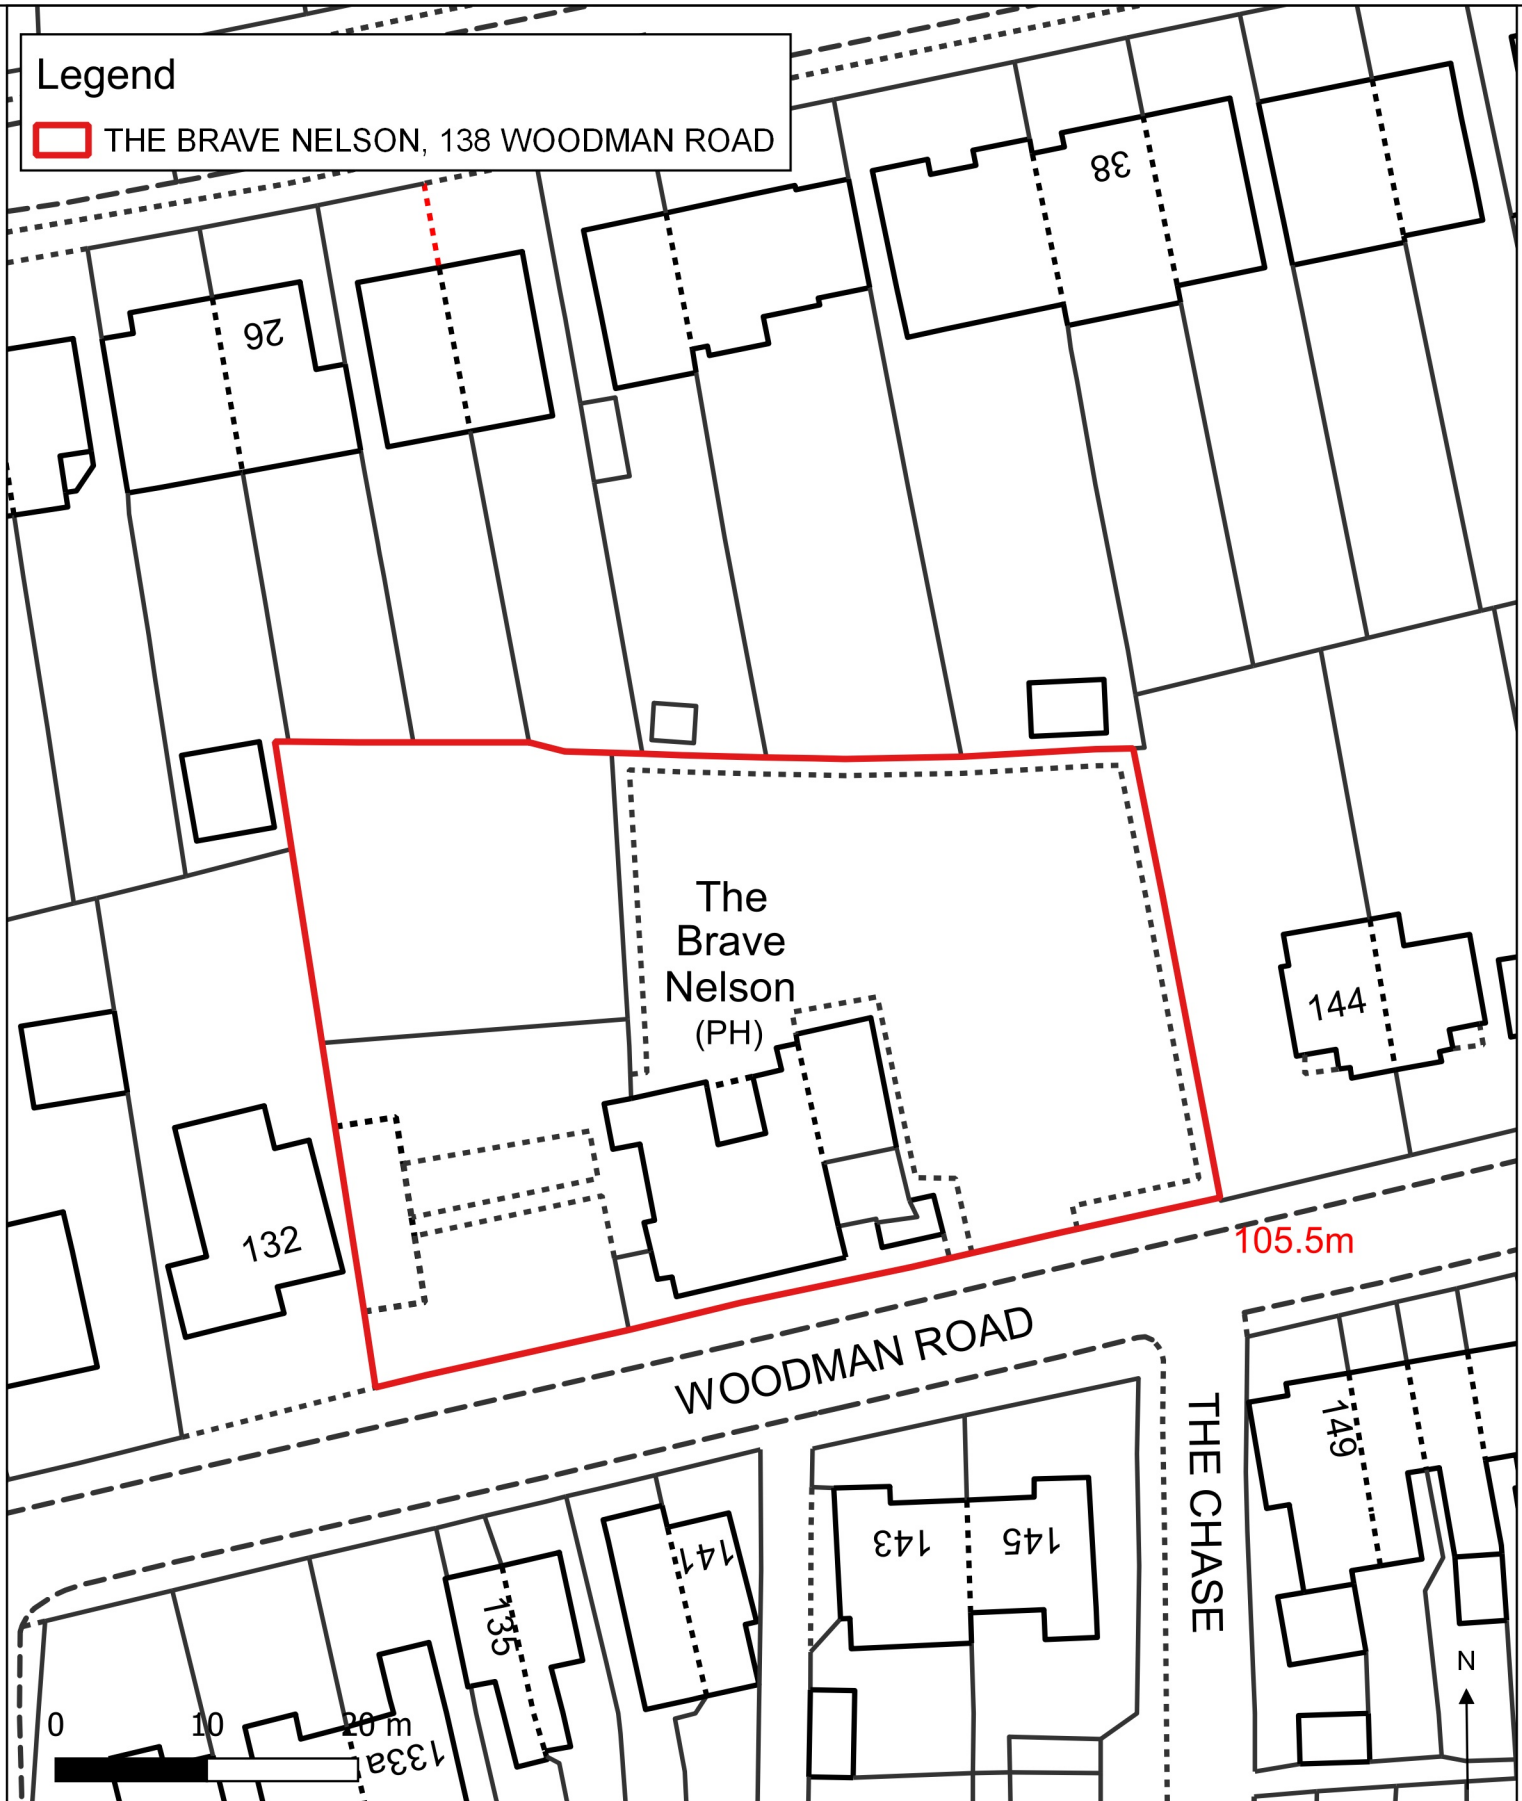 Legend
THE BRAVE NELSON, 138 WOODMAN ROAD
38
26
The
Brave
Nelson
(PH)
144
132
105.5m
WOODMAN ROAD
THE CHASE
149
143
145
141
135
133a
N
0 10 20 m